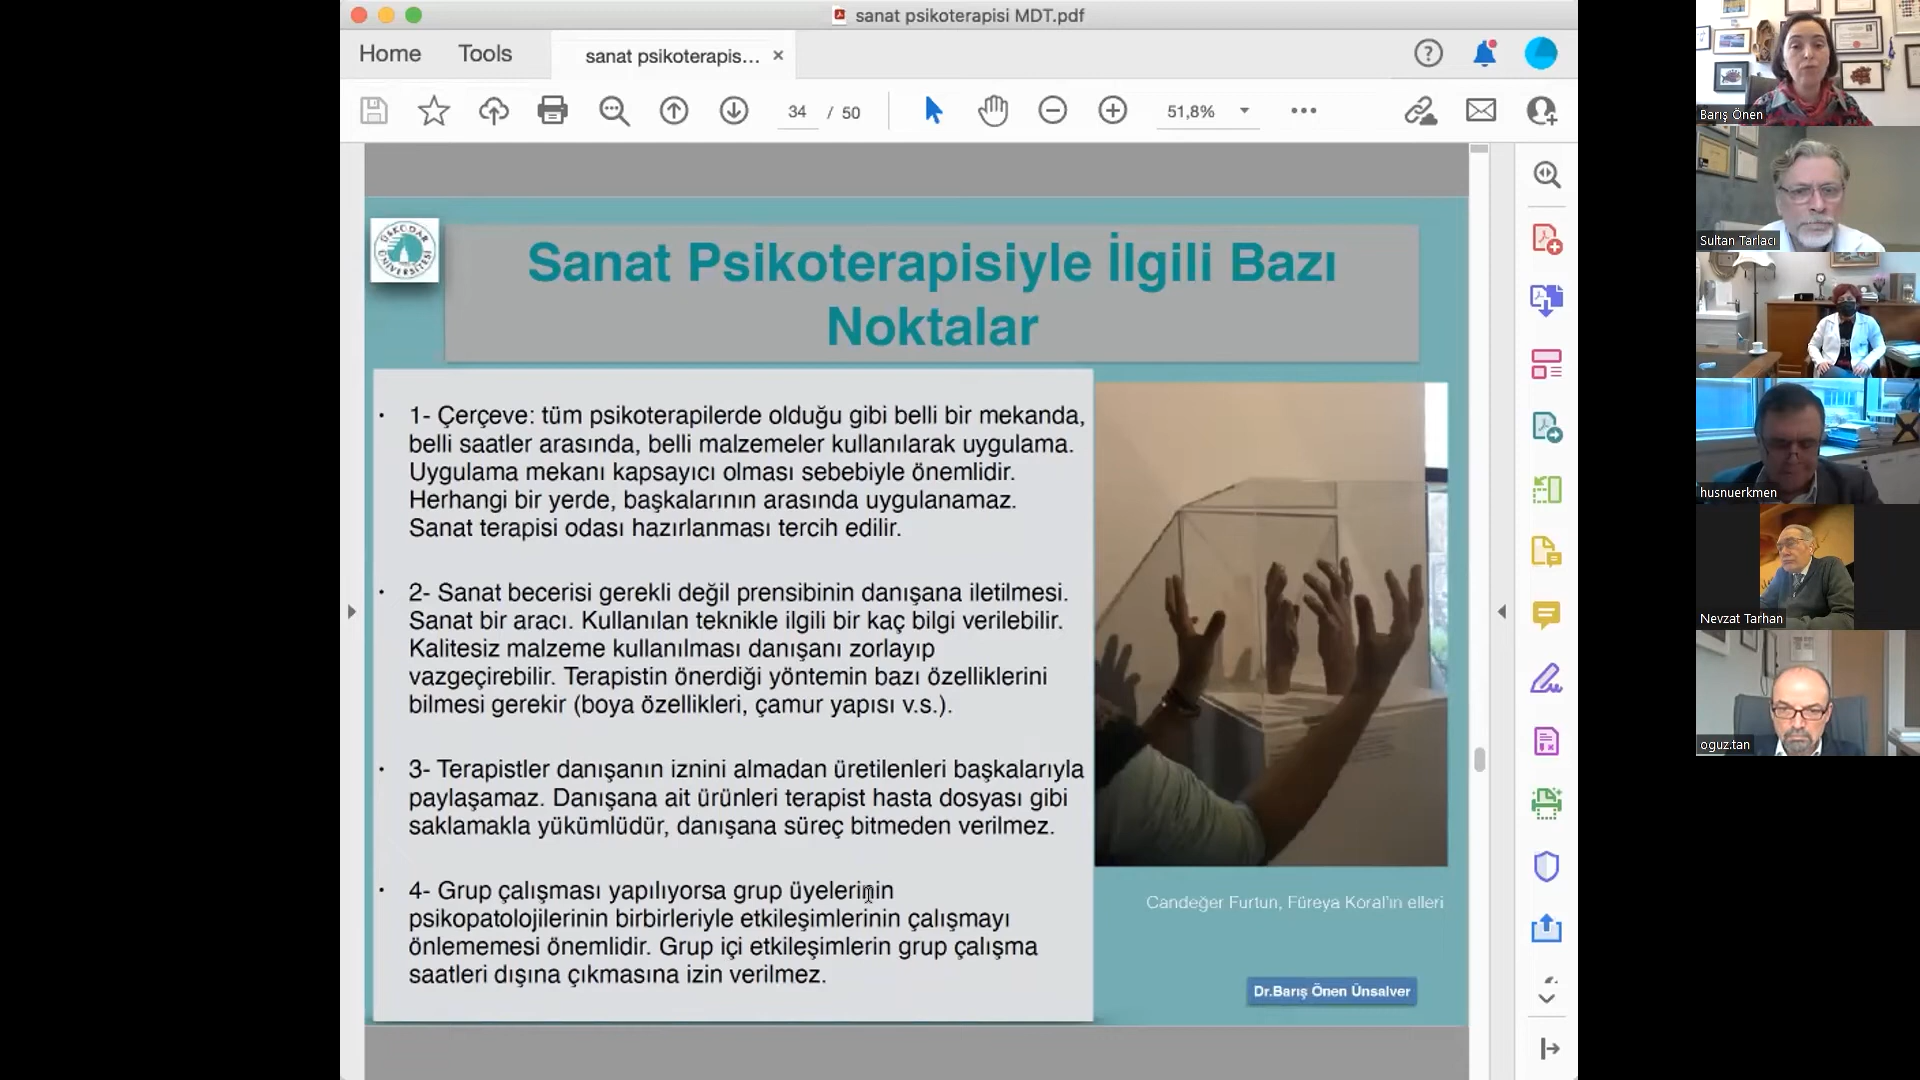 sanat psikoterapisi MDT.pdf
Home
Tools
sanat psikoterapis...
34 / 50
51,8%
ÜSKÜDAR ÜNİVERSİTESİ
Sanat Psikoterapisiyle İlgili Bazı
Noktalar
• 1- Çerçeve: tüm psikoterapilerde olduğu gibi belli bir mekanda,
belli saatler arasında, belli malzemeler kullanılarak uygulama.
Uygulama mekanı kapsayıcı olması sebebiyle önemlidir.
Herhangi bir yerde, başkalarının arasında uygulanamaz.
Sanat terapisi odası hazırlanması tercih edilir.
• 2- Sanat becerisi gerekli değil prensibinin danışana iletilmesi.
Sanat bir aracı. Kullanılan teknikle ilgili bir kaç bilgi verilebilir.
Kalitesiz malzeme kullanılması danışanı zorlayıp
vazgeçirebilir. Terapistin önerdiği yöntemin bazı özelliklerini
bilmesi gerekir (boya özellikleri, çamur yapısı v.s.).
• 3- Terapistler danışanın iznini almadan üretilenleri başkalarıyla
paylaşamaz. Danışana ait ürünleri terapist hasta dosyası gibi
saklamakla yükümlüdür, danışana süreç bitmeden verilmez.
• 4- Grup çalışması yapılıyorsa grup üyelerinin
psikopatolojilerinin birbirleriyle etkileşimlerinin çalışmayı
önlememesi önemlidir. Grup içi etkileşimlerin grup çalışma
saatleri dışına çıkmasına izin verilmez.
Candeğer Furtun, Füreya Koral'ın elleri
Dr.Barış Önen Ünsalver
Barış Önen
Sultan Tarlacı
husnuerkmen
Nevzat Tarhan
oguz.tan